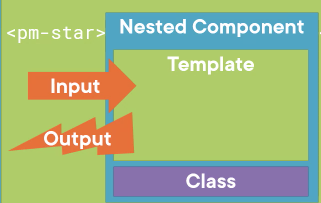 Nested Component
<pm-star>
Template
Input
Output
Class